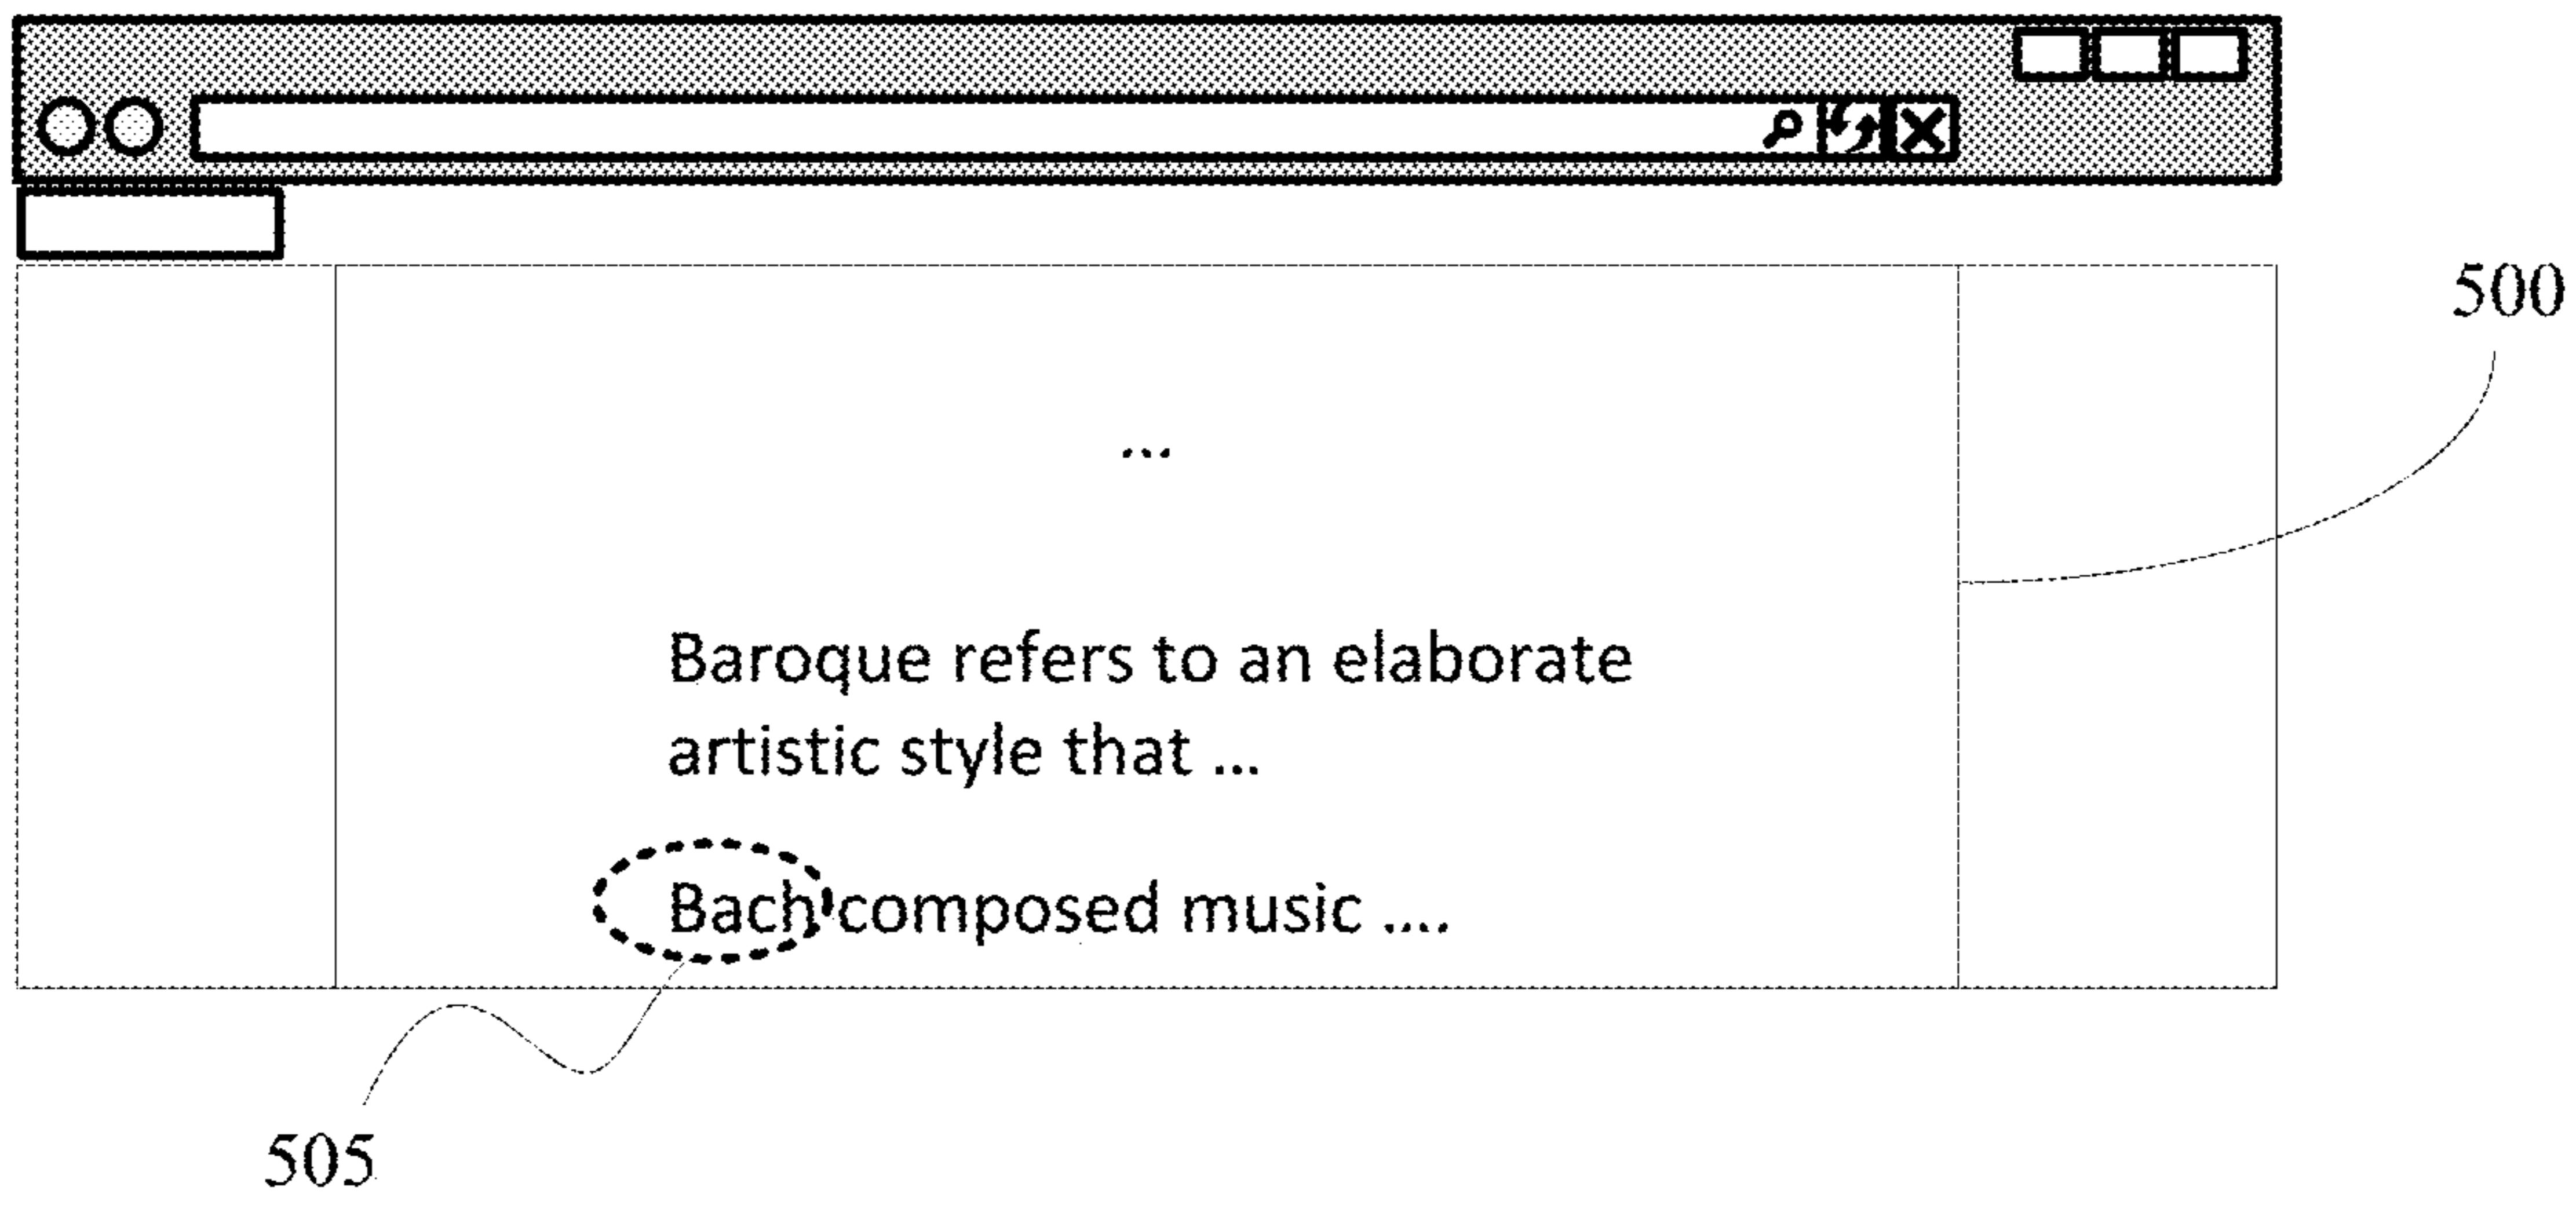 500
...
Baroque refers to an elaborate
artistic style that ...
Bach composed music ....
505